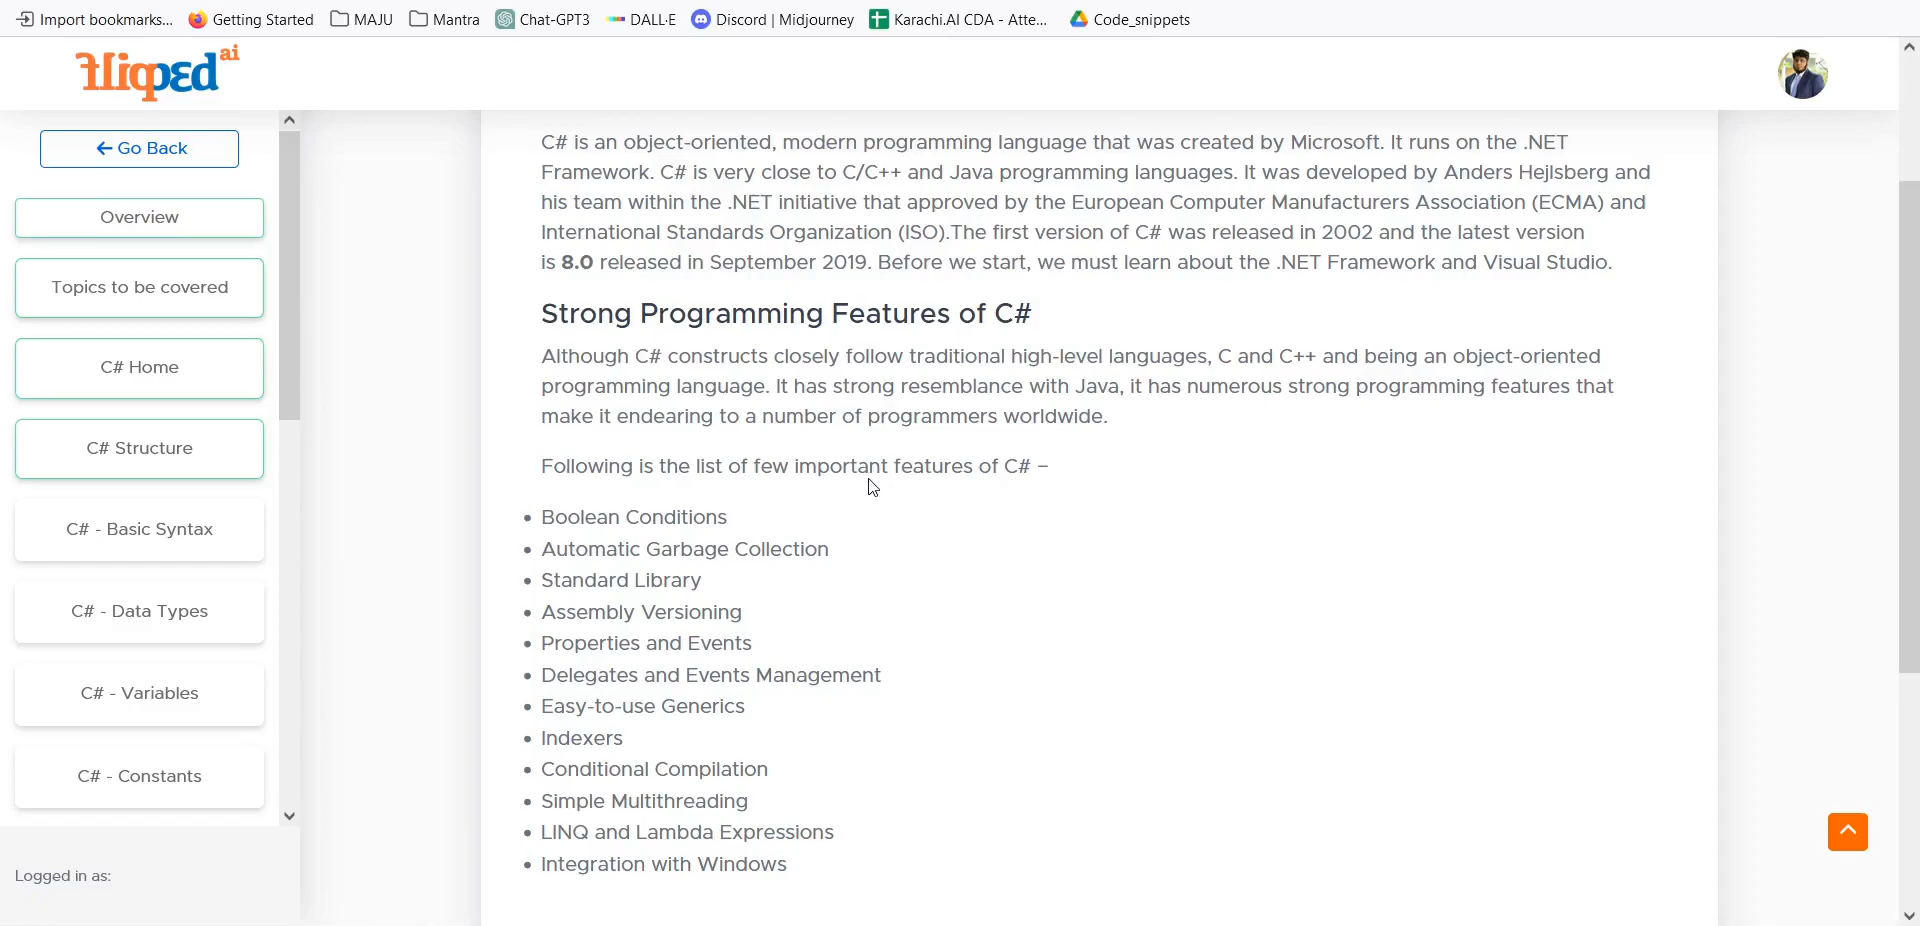 Import bookmarks... Getting Started MAJU Mantra Chat-GPT3 DALL·E Discord | Midjourney Karachi.AI CDA - Atte... Code_snippets
fliqped ai
Go Back
Overview
Topics to be covered
C# Home
C# Structure
C# - Basic Syntax
C# - Data Types
C# - Variables
C# - Constants
Logged in as:
C# is an object-oriented, modern programming language that was created by Microsoft. It runs on the .NET
Framework. C# is very close to C/C++ and Java programming languages. It was developed by Anders Hejlsberg and
his team within the .NET initiative that approved by the European Computer Manufacturers Association (ECMA) and
International Standards Organization (ISO).The first version of C# was released in 2002 and the latest version
is 8.0 released in September 2019. Before we start, we must learn about the .NET Framework and Visual Studio.
Strong Programming Features of C#
Although C# constructs closely follow traditional high-level languages, C and C++ and being an object-oriented
programming language. It has strong resemblance with Java, it has numerous strong programming features that
make it endearing to a number of programmers worldwide.
Following is the list of few important features of C# −
• Boolean Conditions
• Automatic Garbage Collection
• Standard Library
• Assembly Versioning
• Properties and Events
• Delegates and Events Management
• Easy-to-use Generics
• Indexers
• Conditional Compilation
• Simple Multithreading
• LINQ and Lambda Expressions
• Integration with Windows